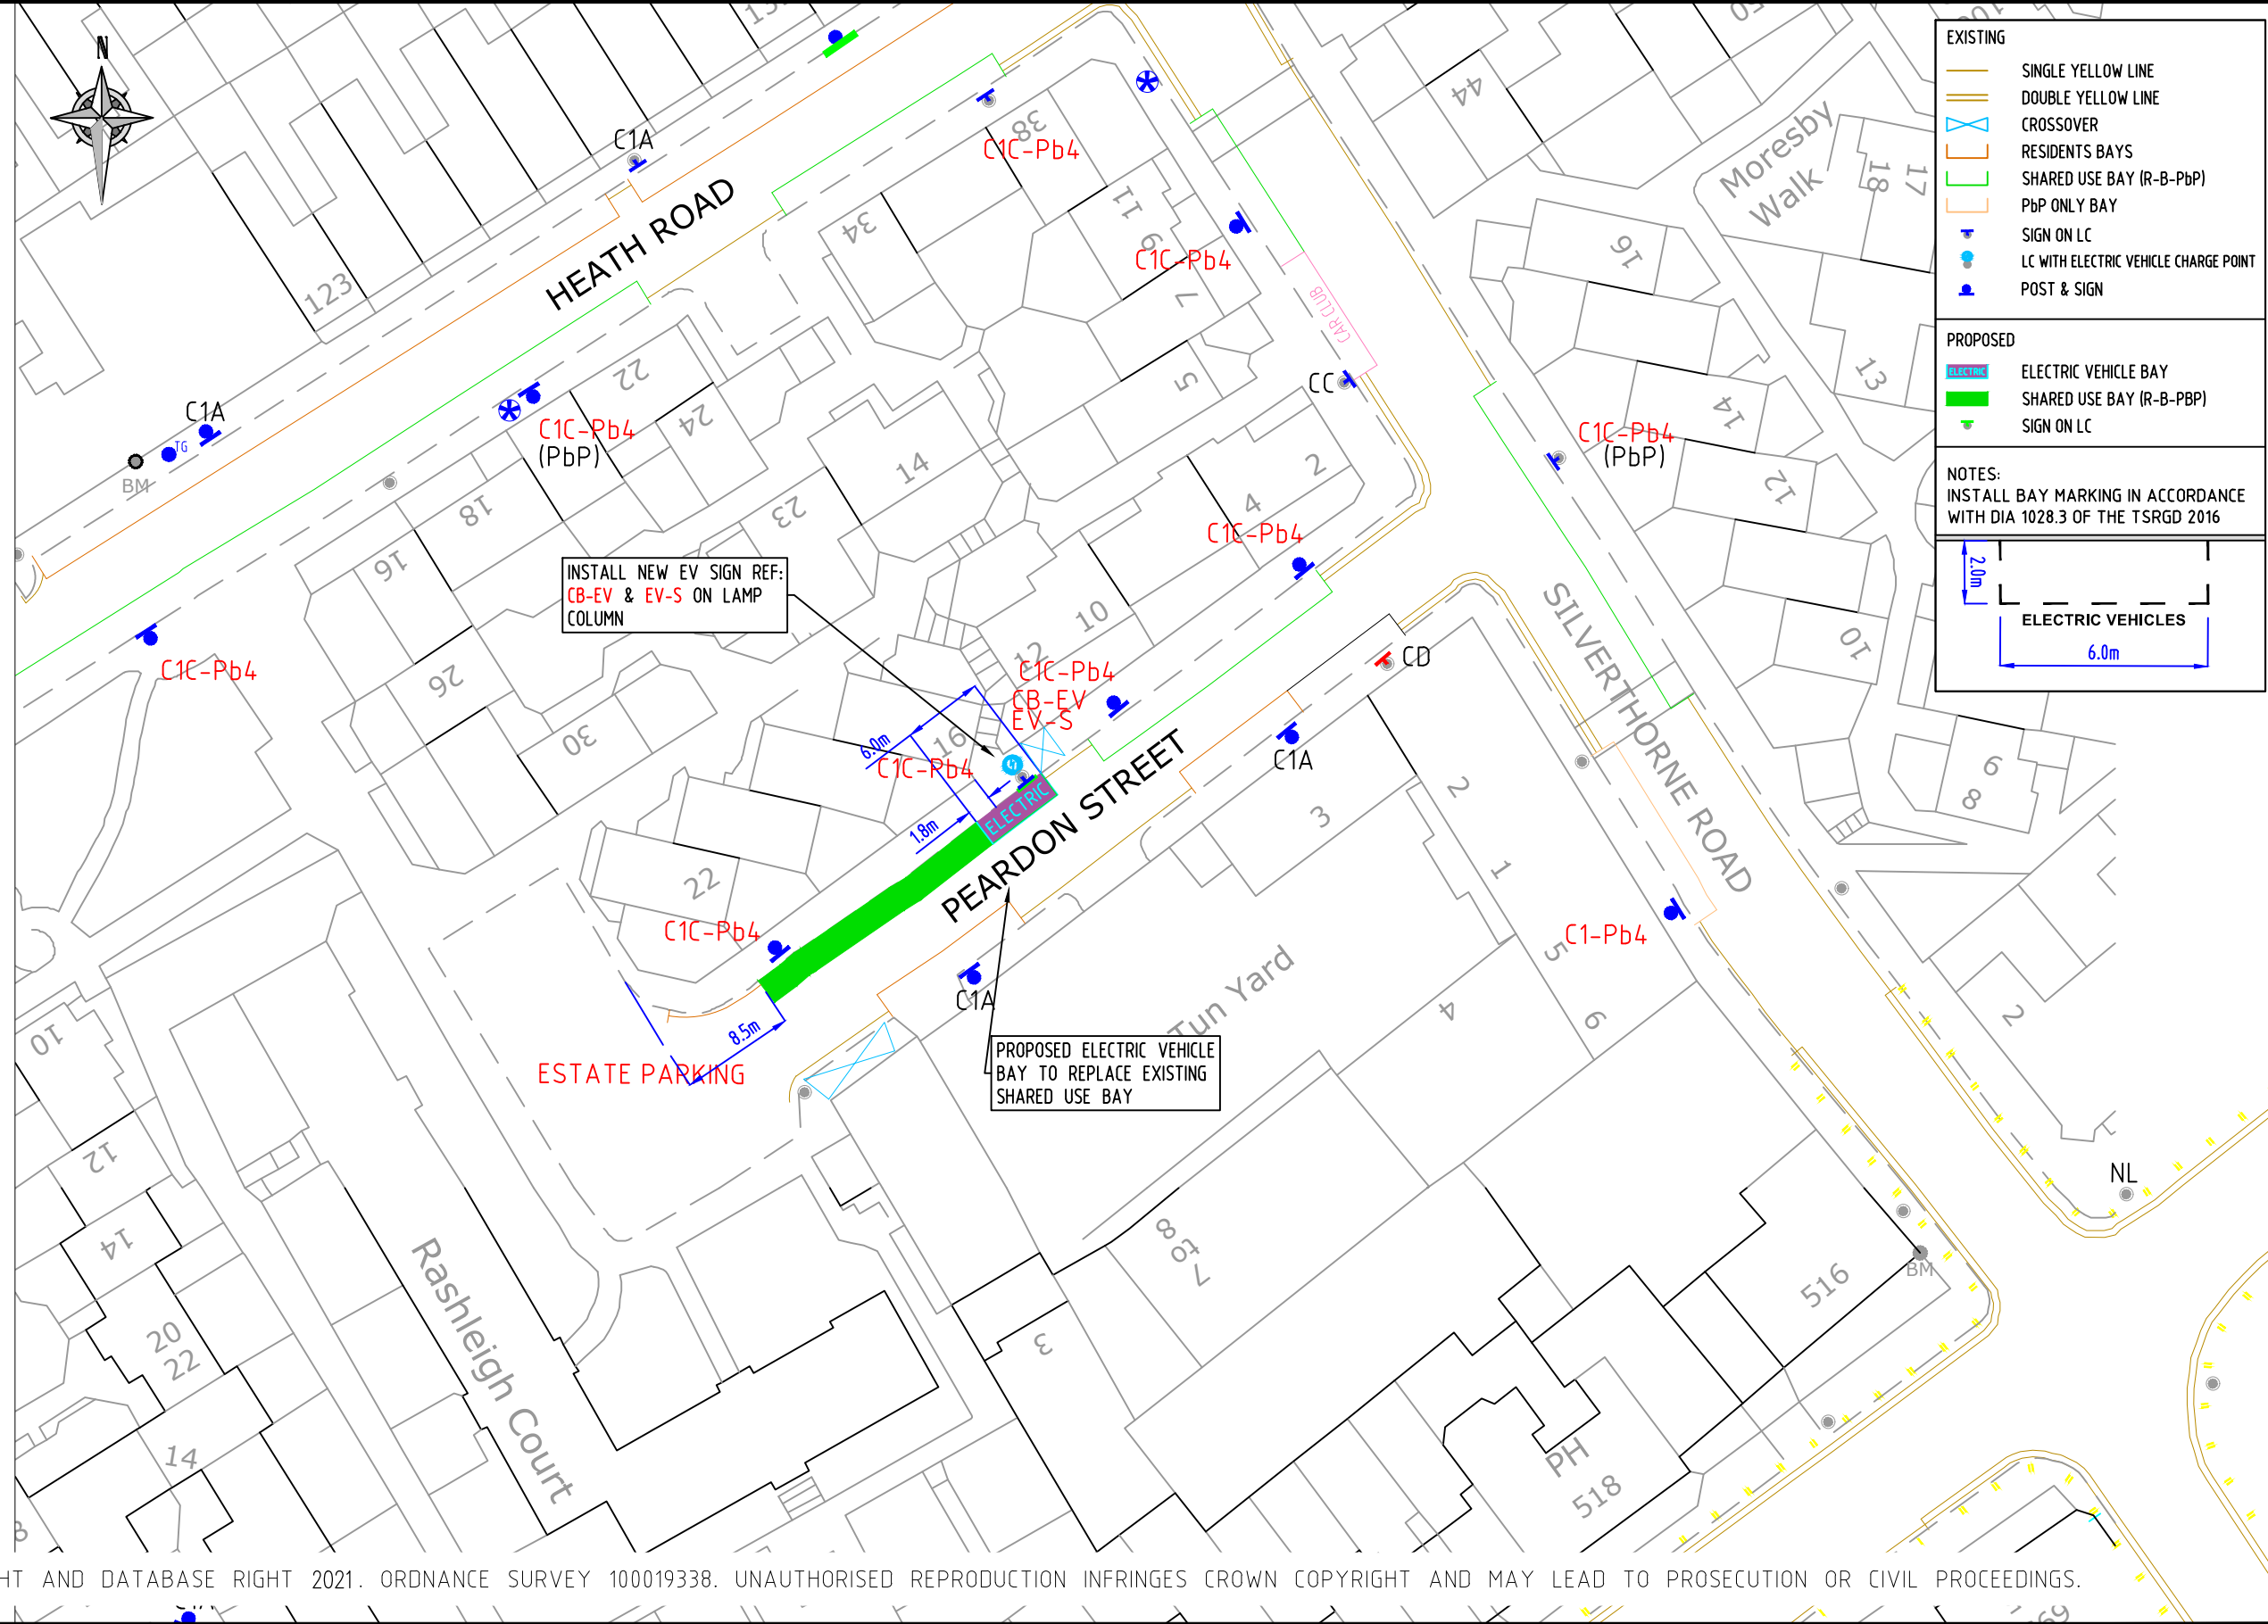 N
123
C1A
HEATH ROAD
38
C1C-Pb4
34
11
9
7
5
C1C-Pb4
CAR CLUB
CC
44
Moresby
Walk
18
17
16
14
13
12
10
9
8
C1A
TG
BM
22
24
C1C-Pb4
(PbP)
18
16
14
23
26
30
C1C-Pb4
2
4
C1C-Pb4
10
12
C1C-Pb4
(PbP)
INSTALL NEW EV SIGN REF:
CB-EV & EV-S ON LAMP
COLUMN
C1C-Pb4
CB-EV
EV-S
16
6.0m
C1C-Pb4
1.8m
ELECTRIC
PEARDON STREET
CD
C1A
SILVERTHORNE ROAD
22
C1C-Pb4
8.5m
ESTATE PARKING
C1A
PROPOSED ELECTRIC VEHICLE
BAY TO REPLACE EXISTING
SHARED USE BAY
Tun Yard
3
2
1
5
6
4
C1-Pb4
2
NL
BM
516
7 to 8
3
PH
518
Rashleigh Court
10
12
14
20
22
14
C1A
EXISTING
SINGLE YELLOW LINE
DOUBLE YELLOW LINE
CROSSOVER
RESIDENTS BAYS
SHARED USE BAY (R-B-PbP)
PbP ONLY BAY
SIGN ON LC
LC WITH ELECTRIC VEHICLE CHARGE POINT
POST & SIGN
PROPOSED
ELECTRIC
ELECTRIC VEHICLE BAY
SHARED USE BAY (R-B-PBP)
SIGN ON LC
NOTES:
INSTALL BAY MARKING IN ACCORDANCE
WITH DIA 1028.3 OF THE TSRGD 2016
2.0m
ELECTRIC VEHICLES
6.0m
HT AND DATABASE RIGHT 2021. ORDNANCE SURVEY 100019338. UNAUTHORISED REPRODUCTION INFRINGES CROWN COPYRIGHT AND MAY LEAD TO PROSECUTION OR CIVIL PROCEEDINGS.